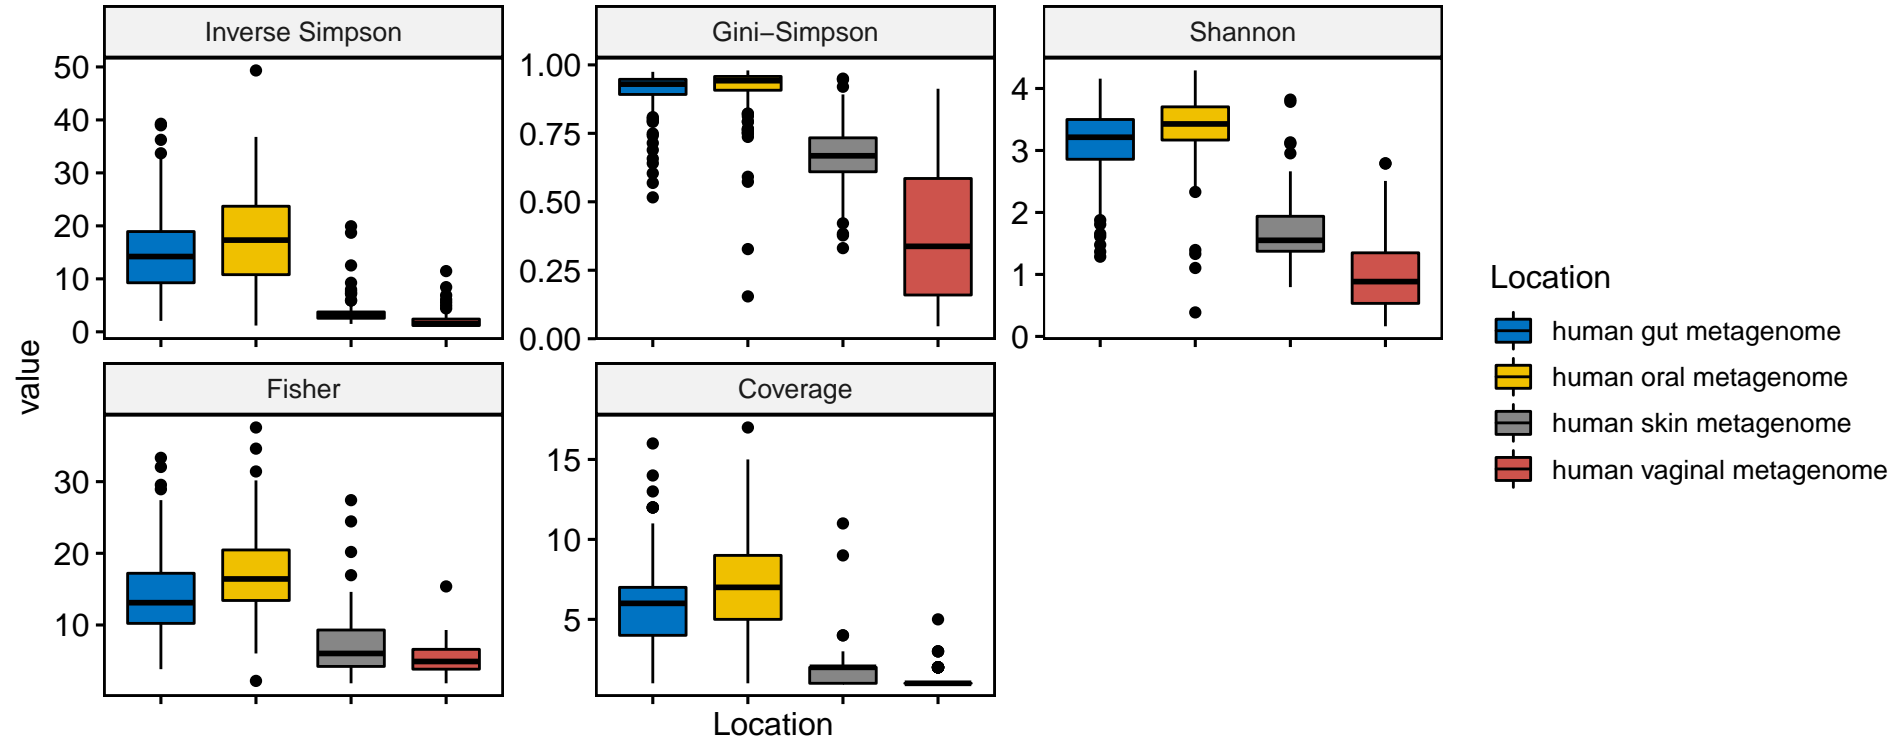 Inverse Simpson
Gini−Simpson
Shannon
50
40
30
20
10
0
1.00
0.75
0.50
0.25
0.00
4
3
2
1
0
value
Fisher
Coverage
30
20
10
15
10
5
Location
Location
human gut metagenome
human oral metagenome
human skin metagenome
human vaginal metagenome